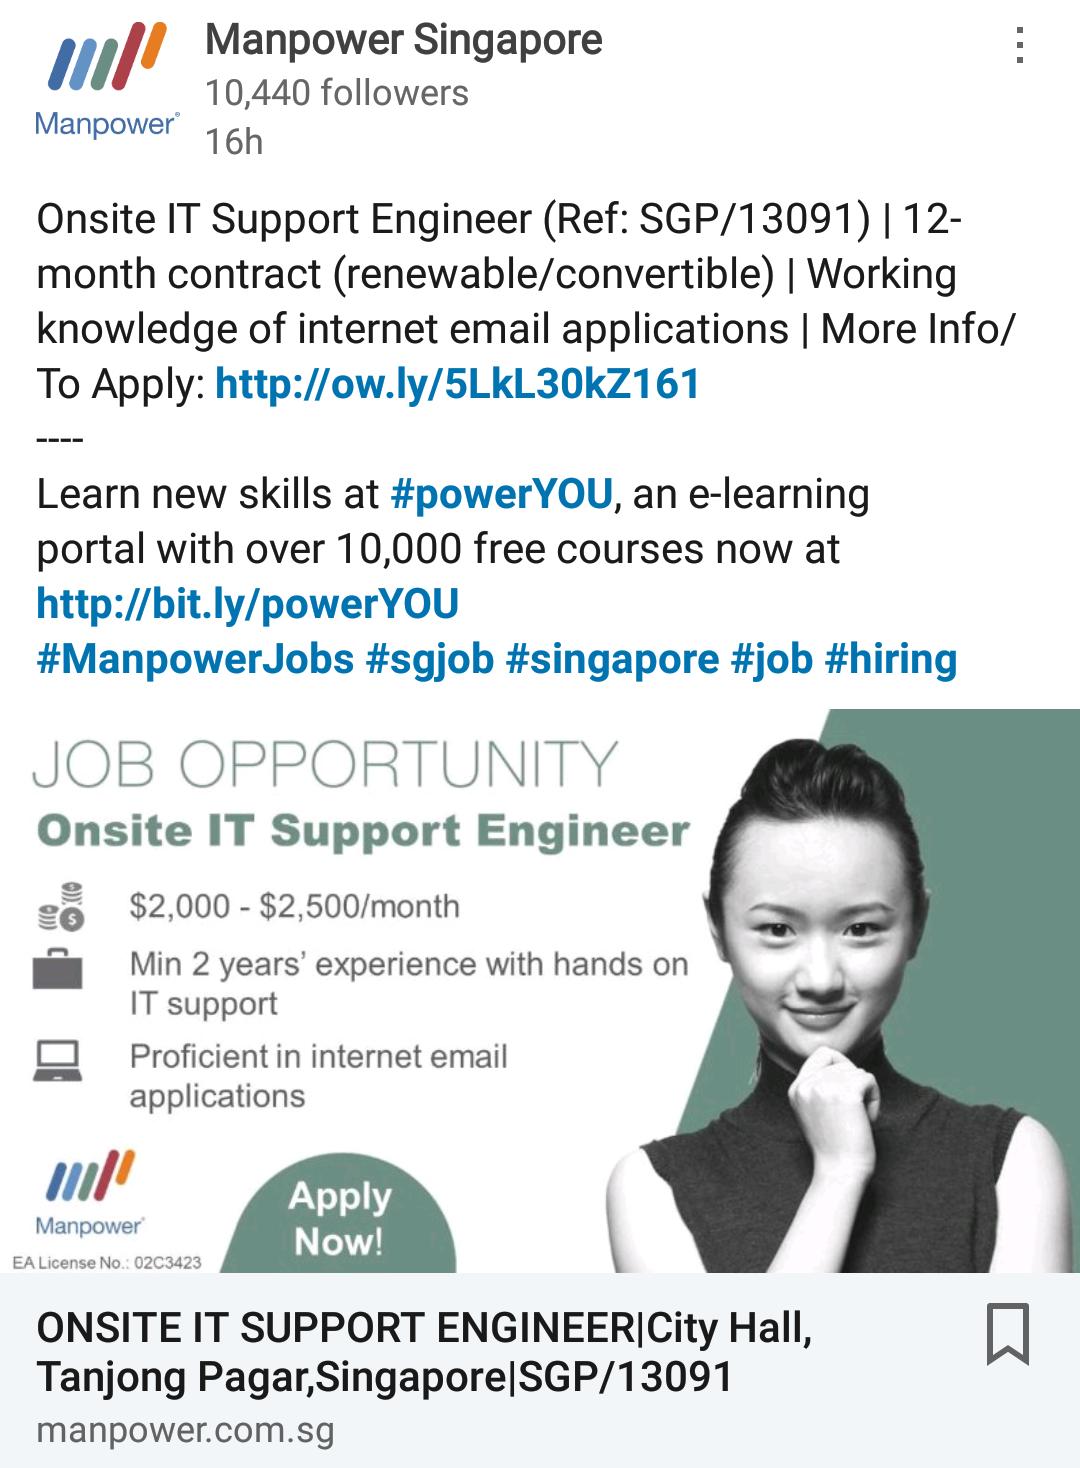 Manpower Singapore
10,440 followers
16h
Manpower®
Onsite IT Support Engineer (Ref: SGP/13091) | 12-
month contract (renewable/convertible) | Working
knowledge of internet email applications | More Info/
To Apply: http://ow.ly/5LkL30kZ161
----
Learn new skills at #powerYOU, an e-learning
portal with over 10,000 free courses now at
http://bit.ly/powerYOU
#ManpowerJobs #sgjob #singapore #job #hiring
JOB OPPORTUNITY
Onsite IT Support Engineer
$2,000 - $2,500/month
Min 2 years' experience with hands on
IT support
Proficient in internet email
applications
Manpower
EA License No.: 02C3423
Apply
Now!
ONSITE IT SUPPORT ENGINEER|City Hall,
Tanjong Pagar,Singapore|SGP/13091
manpower.com.sg